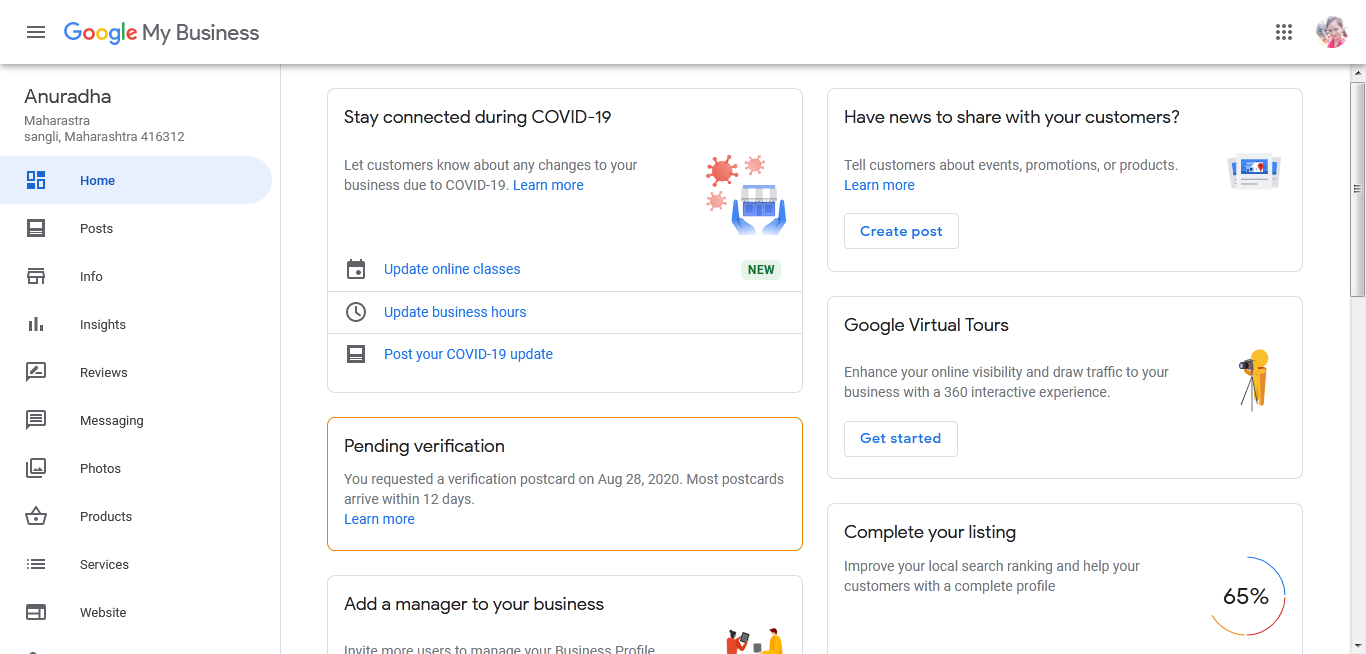 Google My Business
Anuradha
Maharastra
sangli, Maharashtra 416312
Home
Posts
Info
Insights
Reviews
Messaging
Photos
Products
Services
Website
Stay connected during COVID-19
Let customers know about any changes to your
business due to COVID-19. Learn more
Update online classes NEW
Update business hours
Post your COVID-19 update
Pending verification
You requested a verification postcard on Aug 28, 2020. Most postcards
arrive within 12 days.
Learn more
Add a manager to your business
Invite more users to manage your Business Profile
Have news to share with your customers?
Tell customers about events, promotions, or products.
Learn more
Create post
Google Virtual Tours
Enhance your online visibility and draw traffic to your
business with a 360 interactive experience.
Get started
Complete your listing
Improve your local search ranking and help your
customers with a complete profile
65%